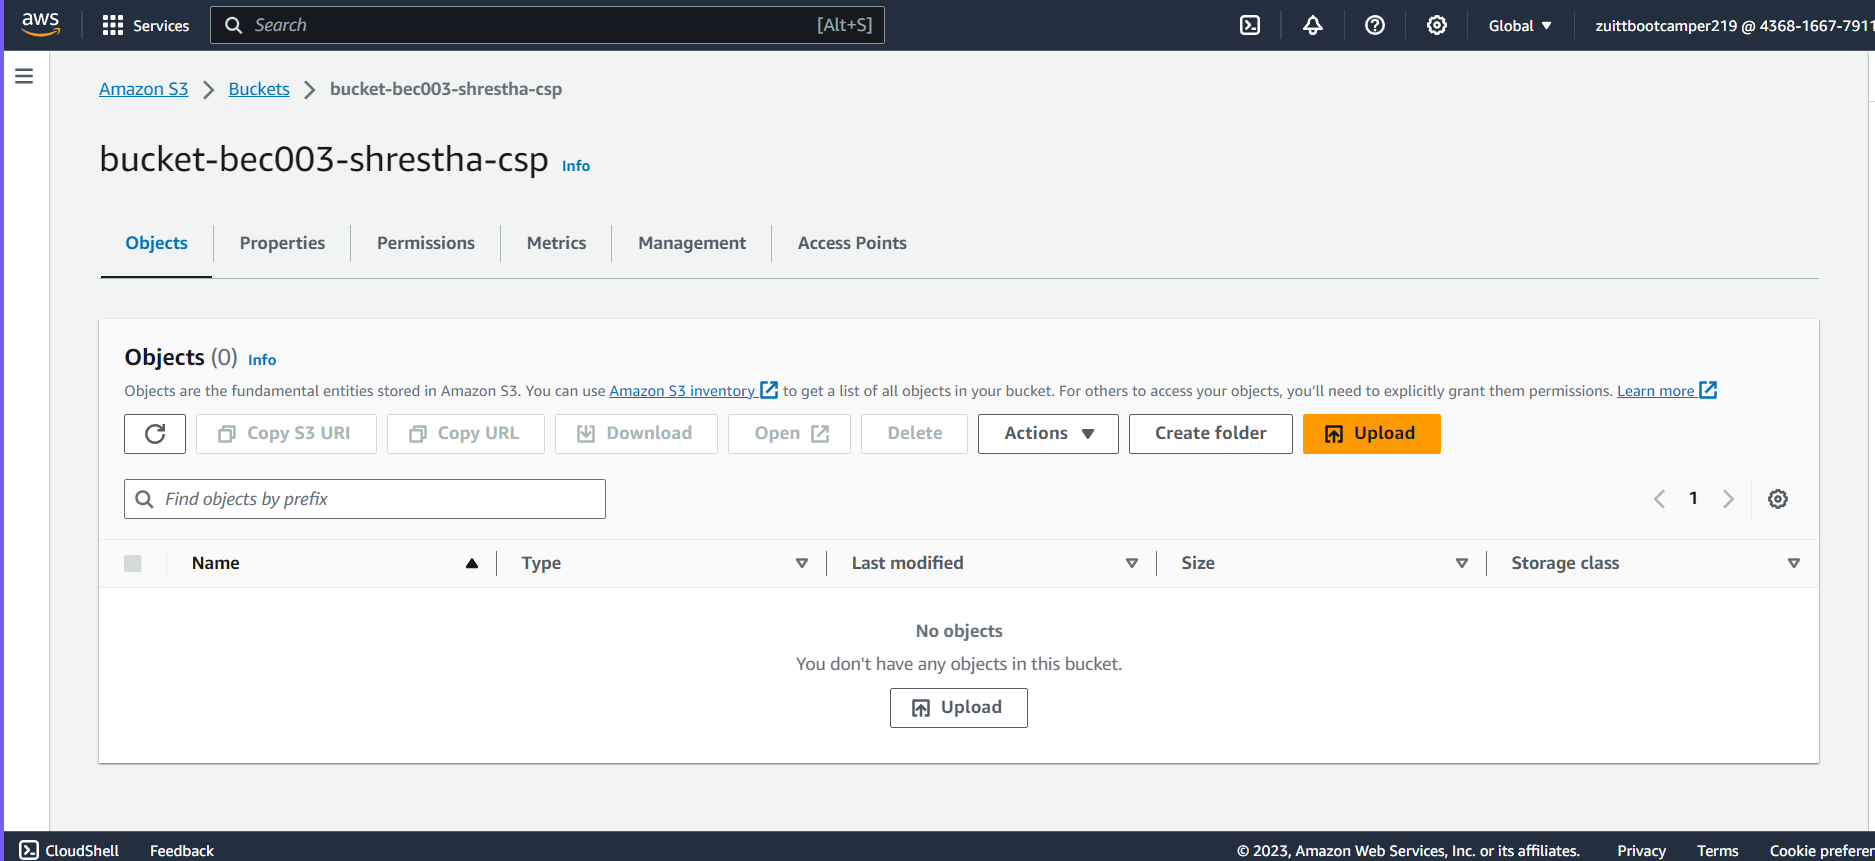 aws Services Search [Alt+S] Global zuittbootcamper219 @ 4368-1667-7911
Amazon S3 Buckets bucket-bec003-shrestha-csp
bucket-bec003-shrestha-csp Info
Objects Properties Permissions Metrics Management Access Points
Objects (0) Info
Objects are the fundamental entities stored in Amazon S3. You can use Amazon S3 inventory to get a list of all objects in your bucket. For others to access your objects, you'll need to explicitly grant them permissions. Learn more
Copy S3 URI Copy URL Download Open Delete Actions Create folder Upload
Find objects by prefix 1
Name Type Last modified Size Storage class
No objects
You don't have any objects in this bucket.
Upload
CloudShell Feedback © 2023, Amazon Web Services, Inc. or its affiliates. Privacy Terms Cookie